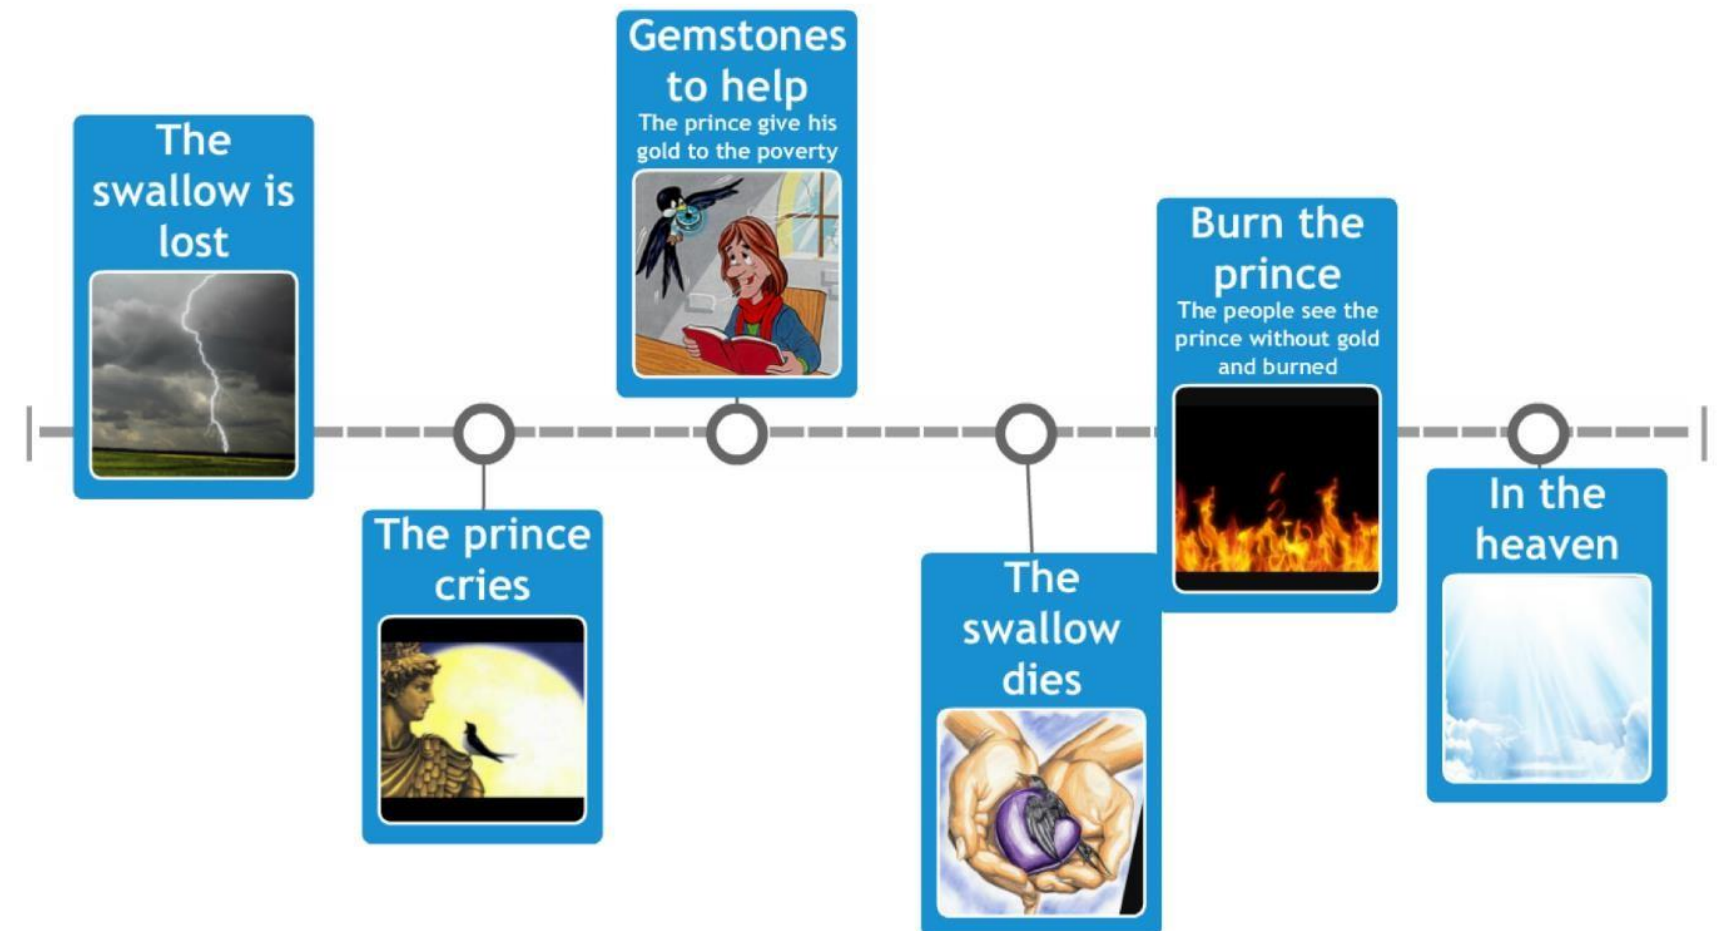 The
swallow is
lost
The prince
cries
Gemstones
to help
The prince give his
gold to the poverty
The
swallow
dies
Burn the
prince
The people see the
prince without gold
and burned
In the
heaven